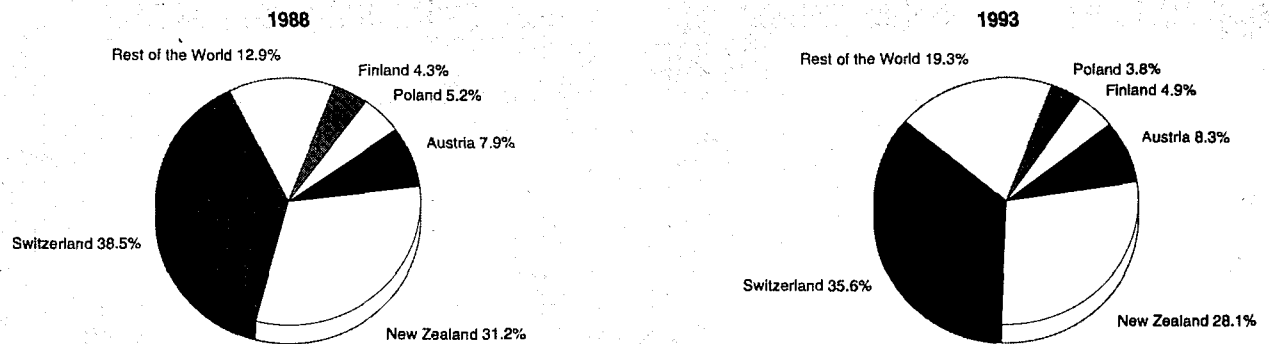 1988
Rest of the World 12.9%
Finland 4.3%
Poland 5.2%
Austria 7.9%
Switzerland 38.5%
New Zealand 31.2%
1993
Rest of the World 19.3%
Poland 3.8%
Finland 4.9%
Austria 8.3%
Switzerland 35.6%
New Zealand 28.1%